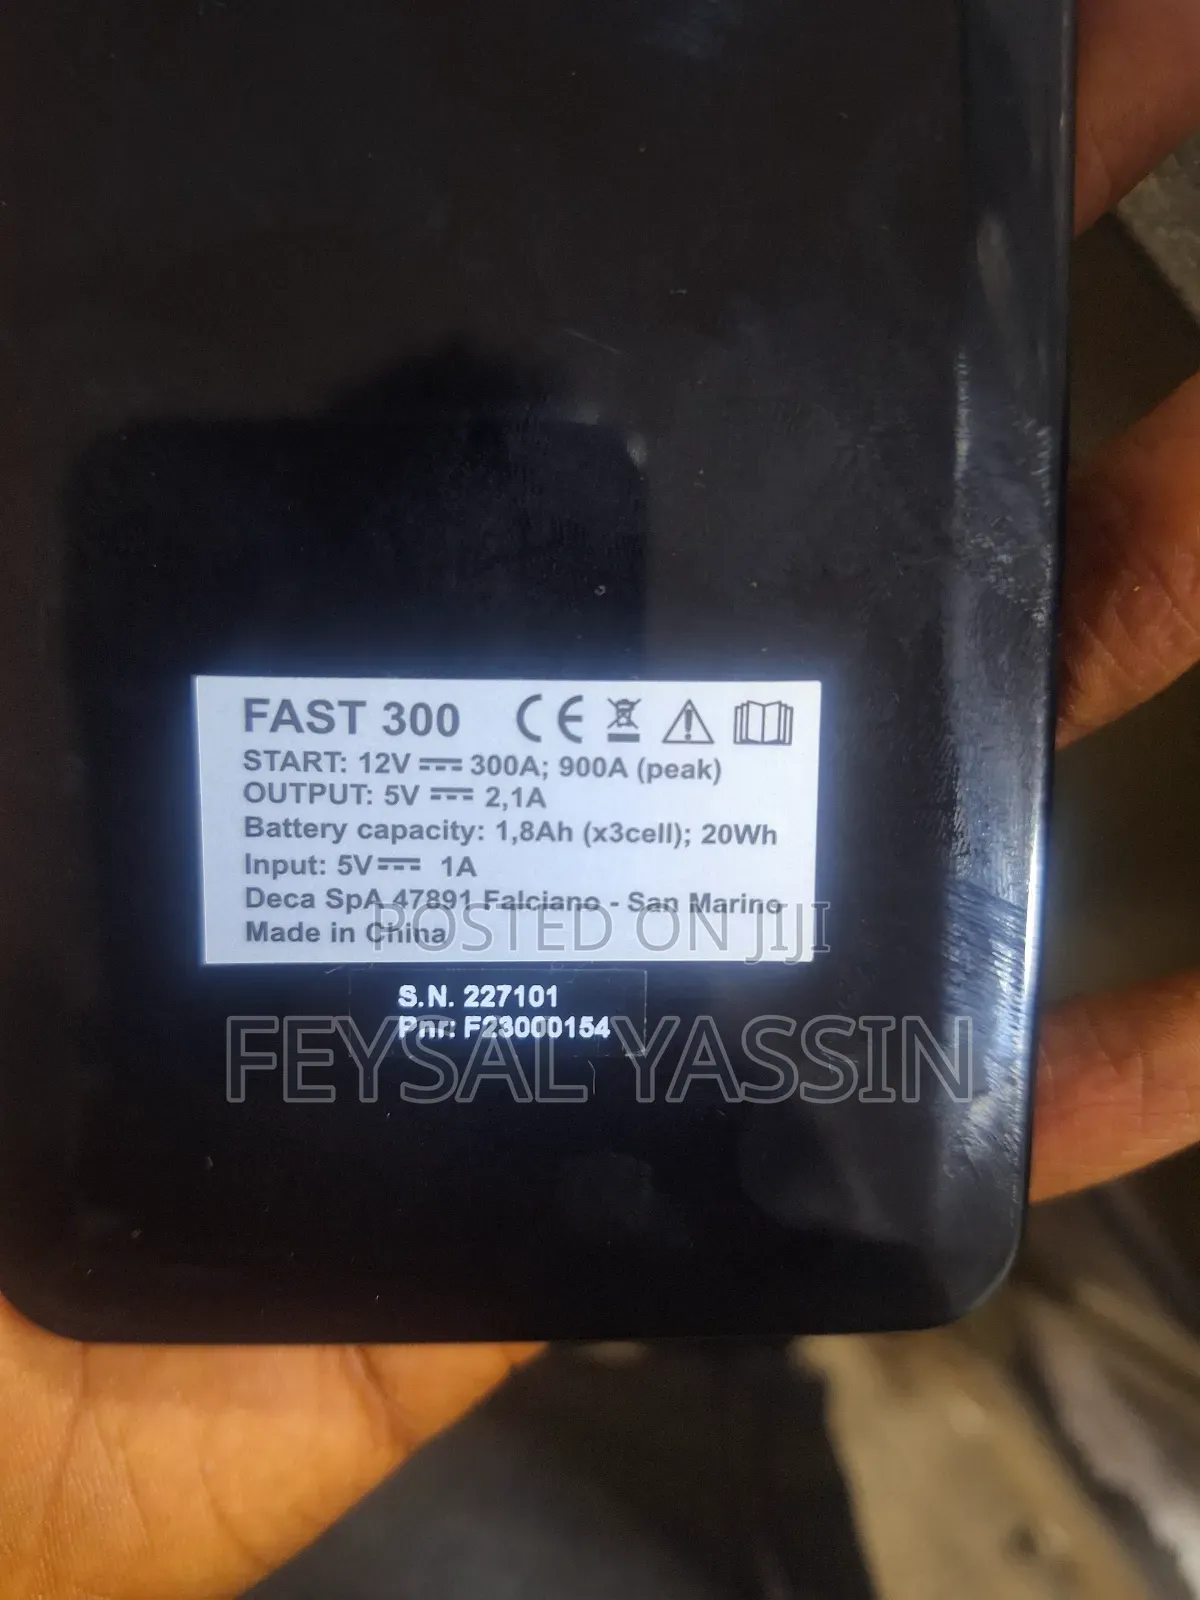 FAST 300 CE
START: 12V 300A; 900A (peak)
OUTPUT: 5V 2,1A
Battery capacity: 1,8Ah (x3cell); 20Wh
Input: 5V 1A
Deca SpA 47891 Falciano - San Marino
Made in China
POSTED ON JIJI
S.N. 227101
Pnr: F23000154
FEYSAL YASSIN